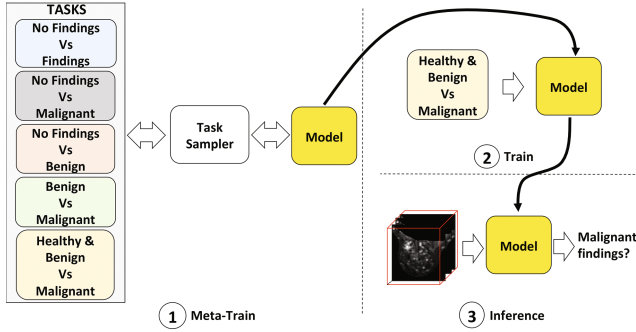 TASKS
No Findings
Vs
Findings
No Findings
Vs
Malignant
No Findings
Vs
Benign
Benign
Vs
Malignant
Healthy &
Benign
Vs
Malignant
Task
Sampler
Model
1 Meta-Train
Healthy &
Benign
Vs
Malignant
Model
2 Train
Model
Malignant
findings?
3 Inference